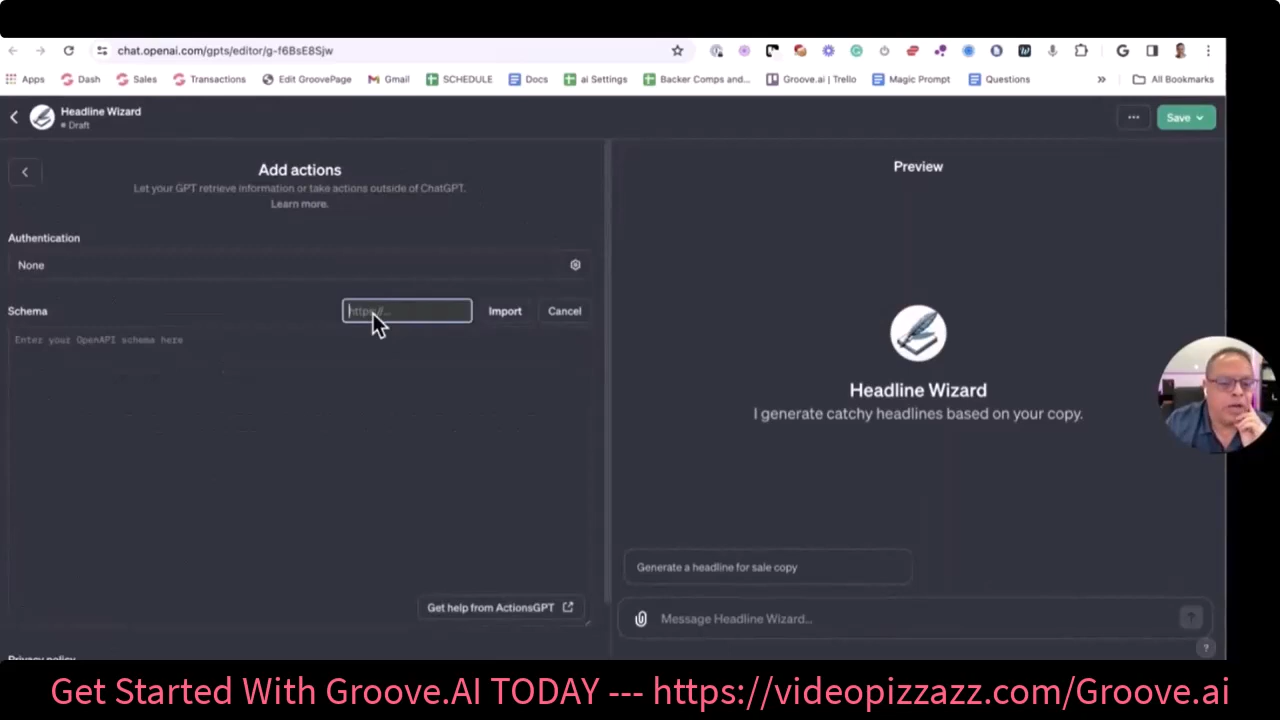 chat.openai.com/gpts/editor/g-f6BsE8Sjw
Apps Dash Sales Transactions Edit GroovePage Gmail SCHEDULE Docs ai Settings Backer Comps and... Groove.ai | Trello Magic Prompt Questions » All Bookmarks
Headline Wizard
Draft
... Save
Add actions
Let your GPT retrieve information or take actions outside of ChatGPT.
Learn more.
Authentication
None
Schema
https://...
Import
Cancel
Enter your OpenAPI schema here
Get help from ActionsGPT
Privacy policy
Preview
Headline Wizard
I generate catchy headlines based on your copy.
Generate a headline for sale copy
Message Headline Wizard...
?
Get Started With Groove.AI TODAY --- https://videopizzazz.com/Groove.ai